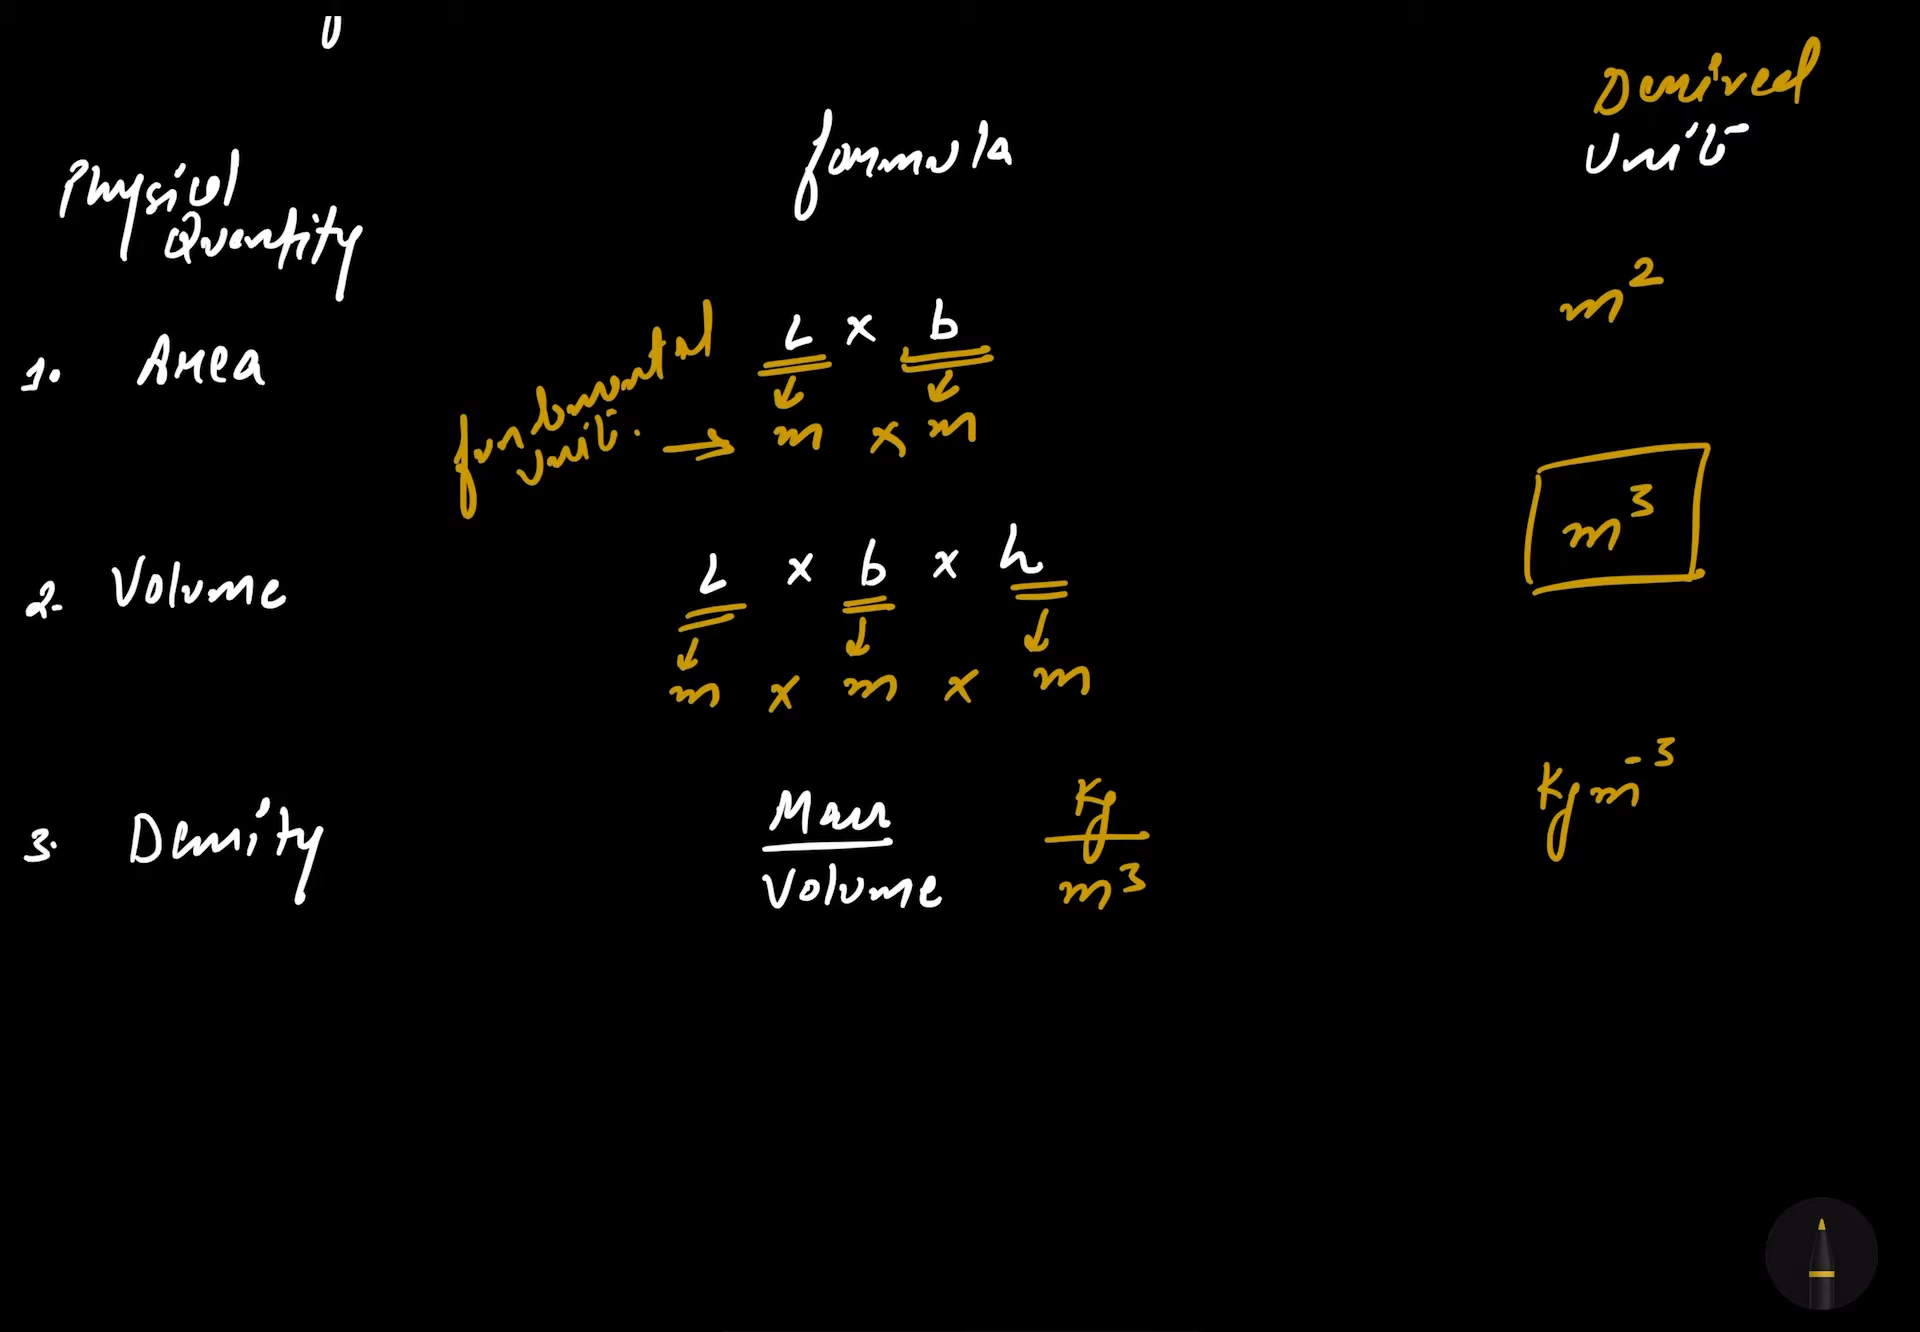 Derived
Unit
formula
Physical
Quantity
m²
1. Area
L × b
fundamental
unit. → m × m
m³
2. Volume
L × b × h
m × m × m
3. Density
Mass
Volume
Kg
m³
Kg m⁻³